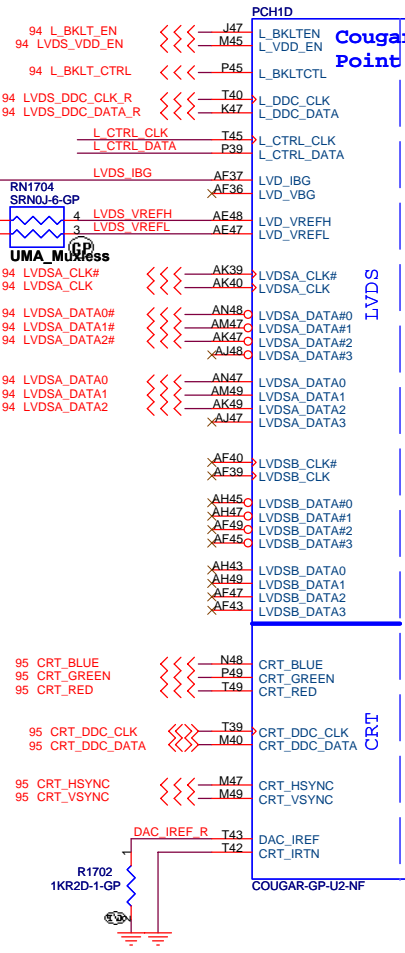 PCH1D
Cougar
Point
94 L_BKLT_EN J47 L_BKLTEN
94 LVDS_VDD_EN M45 L_VDD_EN
94 L_BKLT_CTRL P45 L_BKLTCTL
94 LVDS_DDC_CLK_R T40 L_DDC_CLK
94 LVDS_DDC_DATA_R K47 L_DDC_DATA
L_CTRL_CLK T45 L_CTRL_CLK
L_CTRL_DATA P39 L_CTRL_DATA
LVDS_IBG AF37 LVD_IBG
AF36 LVD_VBG
RN1704
SRN0J-6-GP
4 LVDS_VREFH AE48 LVD_VREFH
3 LVDS_VREFL AE47 LVD_VREFL
UMA_Muxless
LVDS
94 LVDSA_CLK# AK39 LVDSA_CLK#
94 LVDSA_CLK AK40 LVDSA_CLK
94 LVDSA_DATA0# AN48 LVDSA_DATA#0
94 LVDSA_DATA1# AM47 LVDSA_DATA#1
94 LVDSA_DATA2# AK47 LVDSA_DATA#2
AJ48 LVDSA_DATA#3
94 LVDSA_DATA0 AN47 LVDSA_DATA0
94 LVDSA_DATA1 AM49 LVDSA_DATA1
94 LVDSA_DATA2 AK49 LVDSA_DATA2
AJ47 LVDSA_DATA3
AF40 LVDSB_CLK#
AF39 LVDSB_CLK
AH45 LVDSB_DATA#0
AH47 LVDSB_DATA#1
AF49 LVDSB_DATA#2
AF45 LVDSB_DATA#3
AH43 LVDSB_DATA0
AH49 LVDSB_DATA1
AF47 LVDSB_DATA2
AF43 LVDSB_DATA3
95 CRT_BLUE N48 CRT_BLUE
95 CRT_GREEN P49 CRT_GREEN
95 CRT_RED T49 CRT_RED
CRT
95 CRT_DDC_CLK T39 CRT_DDC_CLK
95 CRT_DDC_DATA M40 CRT_DDC_DATA
95 CRT_HSYNC M47 CRT_HSYNC
95 CRT_VSYNC M49 CRT_VSYNC
DAC_IREF_R T43 DAC_IREF
T42 CRT_IRTN
1
R1702
1KR2D-1-GP
COUGAR-GP-U2-NF